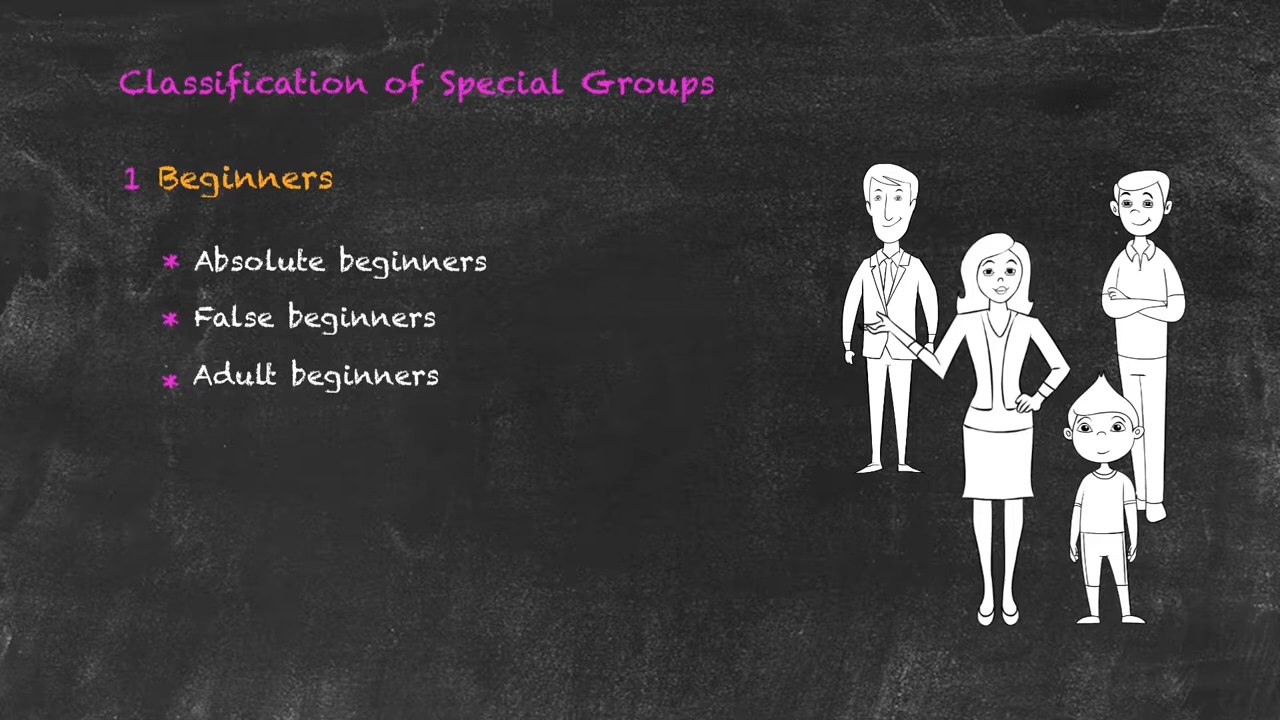 Classification of Special Groups
1 Beginners
* Absolute beginners
* False beginners
* Adult beginners